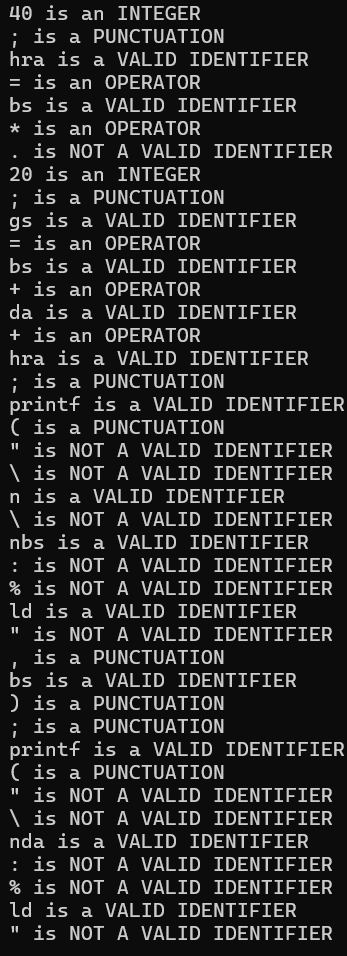 40 is an INTEGER
; is a PUNCTUATION
hra is a VALID IDENTIFIER
= is an OPERATOR
bs is a VALID IDENTIFIER
* is an OPERATOR
. is NOT A VALID IDENTIFIER
20 is an INTEGER
; is a PUNCTUATION
gs is a VALID IDENTIFIER
= is an OPERATOR
bs is a VALID IDENTIFIER
+ is an OPERATOR
da is a VALID IDENTIFIER
+ is an OPERATOR
hra is a VALID IDENTIFIER
; is a PUNCTUATION
printf is a VALID IDENTIFIER
( is a PUNCTUATION
" is NOT A VALID IDENTIFIER
\ is NOT A VALID IDENTIFIER
n is a VALID IDENTIFIER
\ is NOT A VALID IDENTIFIER
nbs is a VALID IDENTIFIER
: is NOT A VALID IDENTIFIER
% is NOT A VALID IDENTIFIER
ld is a VALID IDENTIFIER
" is NOT A VALID IDENTIFIER
, is a PUNCTUATION
bs is a VALID IDENTIFIER
) is a PUNCTUATION
; is a PUNCTUATION
printf is a VALID IDENTIFIER
( is a PUNCTUATION
" is NOT A VALID IDENTIFIER
\ is NOT A VALID IDENTIFIER
nda is a VALID IDENTIFIER
: is NOT A VALID IDENTIFIER
% is NOT A VALID IDENTIFIER
ld is a VALID IDENTIFIER
" is NOT A VALID IDENTIFIER